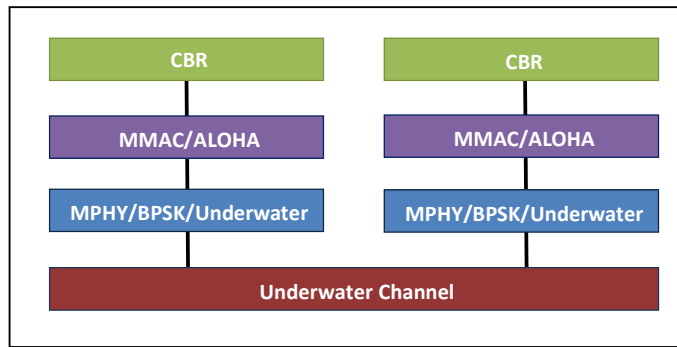 CBR
CBR
MMAC/ALOHA
MMAC/ALOHA
MPHY/BPSK/Underwater
MPHY/BPSK/Underwater
Underwater Channel